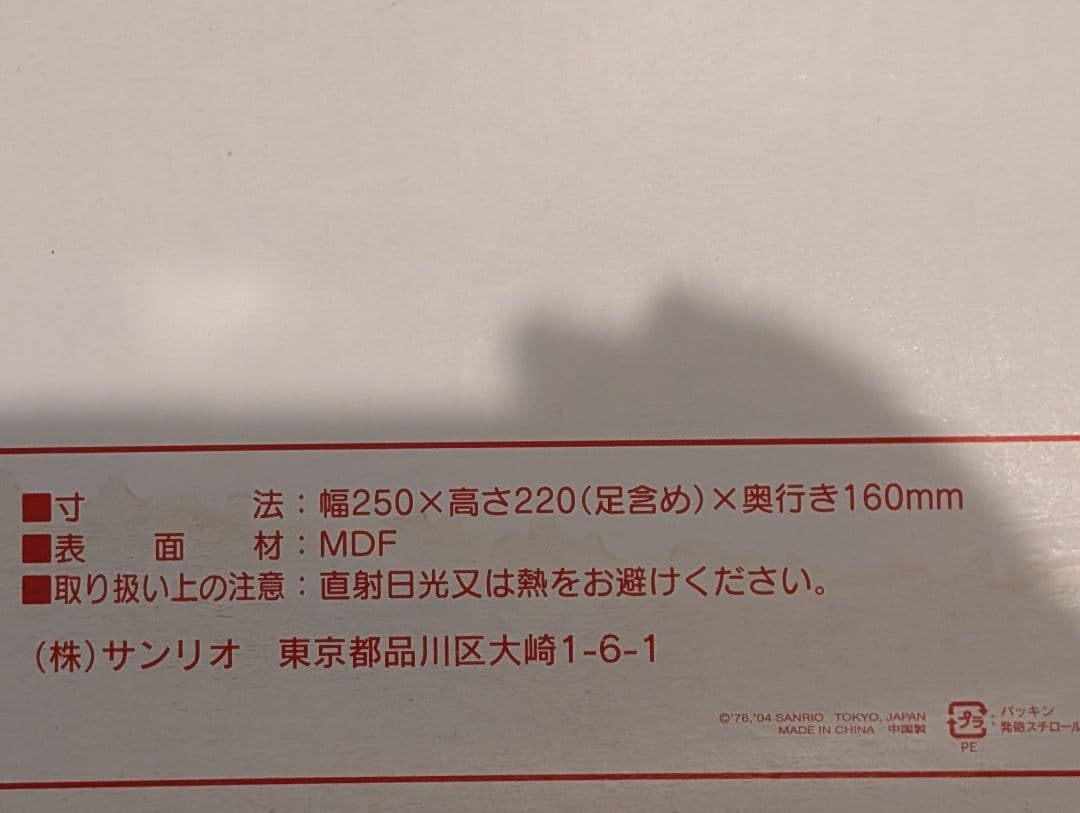 ■寸法：幅250×高さ220（足含め）×奥行き160mm
■表面材：MDF
■取り扱い上の注意：直射日光又は熱をお避けください。
（株）サンリオ　東京都品川区大崎1-6-1
©'76,'04 SANRIO TOKYO, JAPAN
MADE IN CHINA 中国製
プラ：パッキン
発砲スチロール
PE